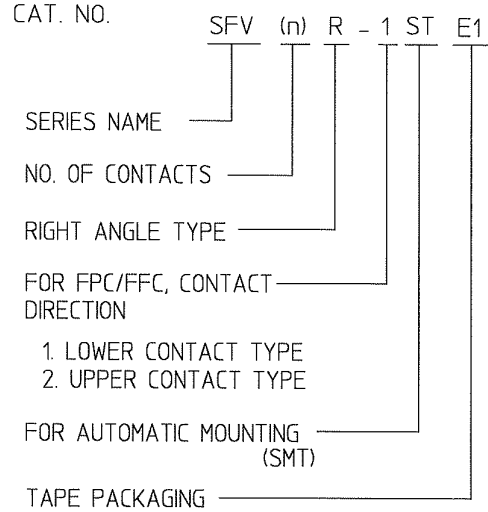 CAT. NO.
SFV (n) R - 1 ST E1
SERIES NAME
NO. OF CONTACTS
RIGHT ANGLE TYPE
FOR FPC/FFC, CONTACT
DIRECTION
1. LOWER CONTACT TYPE
2. UPPER CONTACT TYPE
FOR AUTOMATIC MOUNTING
(SMT)
TAPE PACKAGING